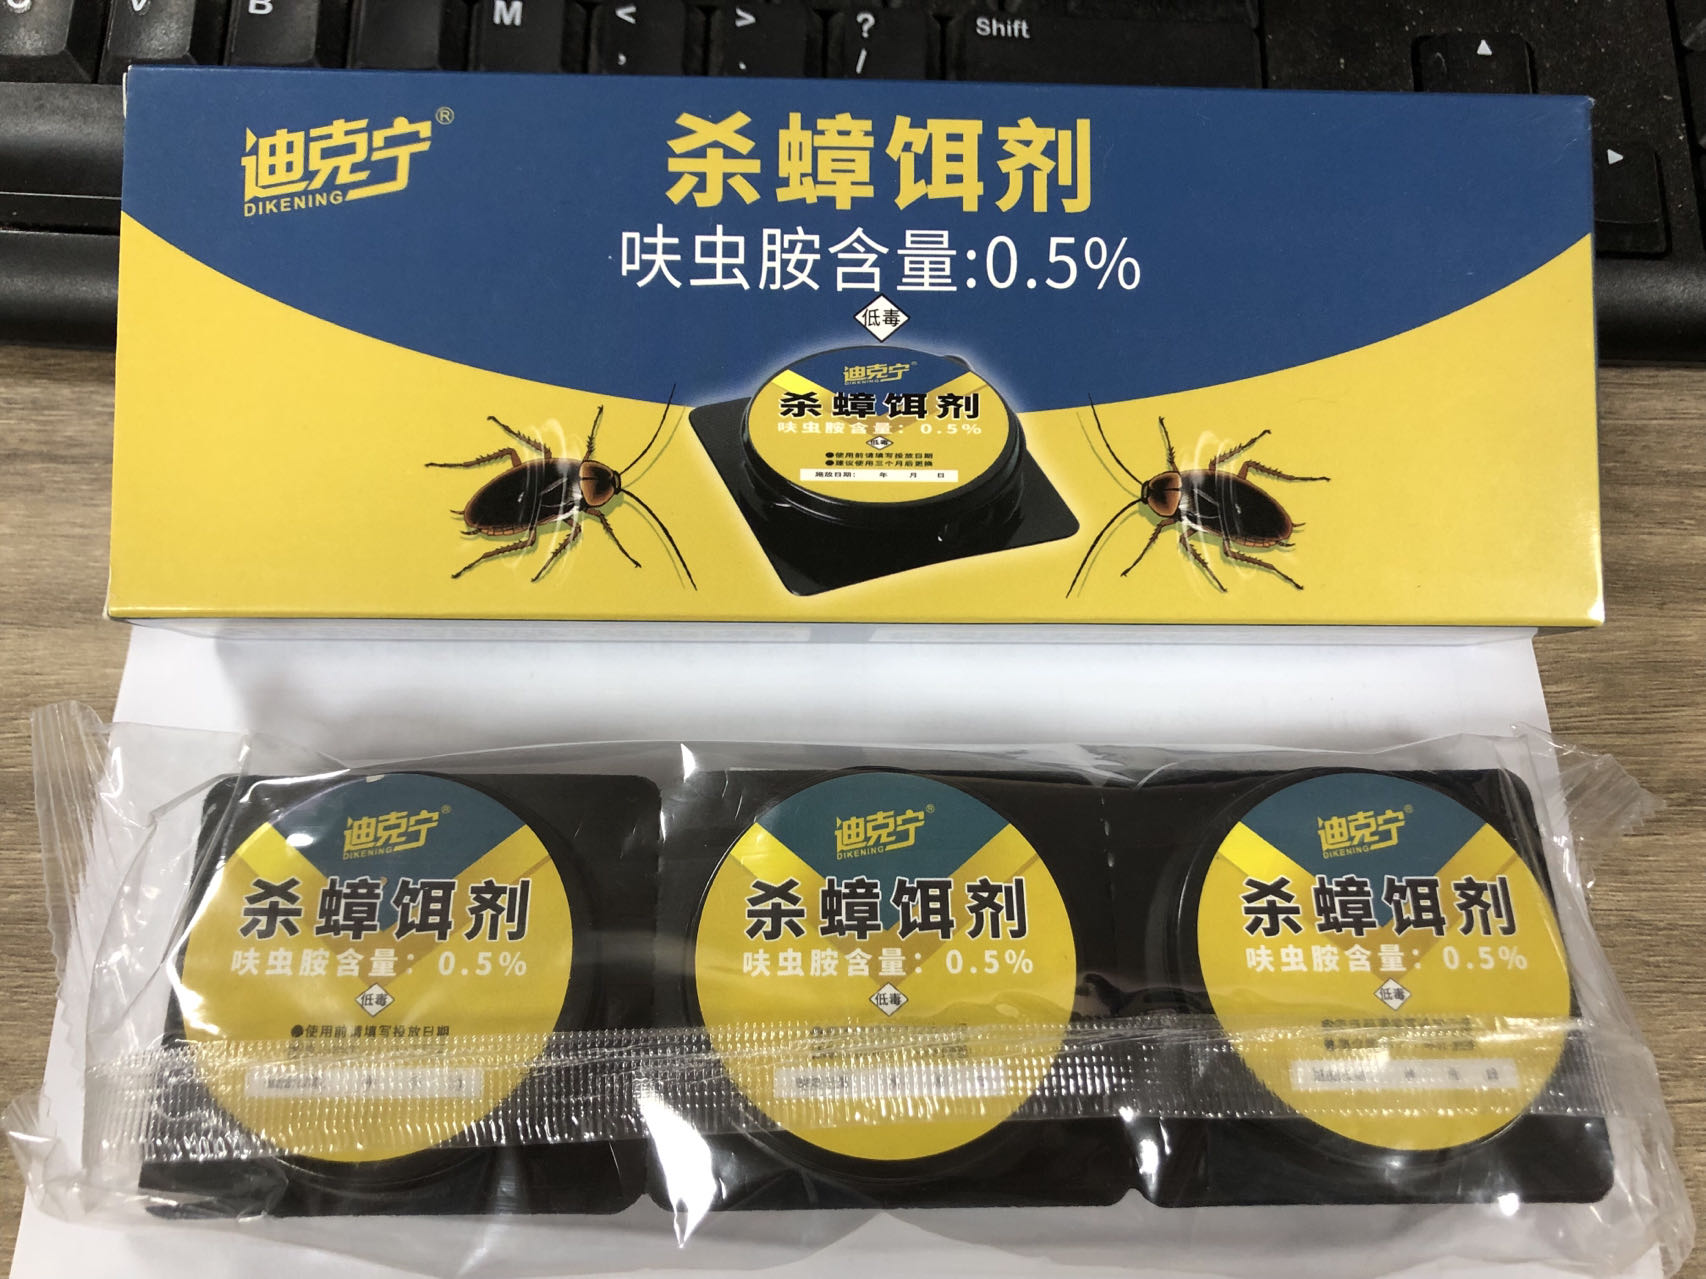 C
V
B
M
<
,
>
.
?
/
Shift
迪克宁®
DIKENING
杀蟑饵剂
呋虫胺含量:0.5%
低毒
迪克宁
DIKENING
杀蟑饵剂
呋虫胺含量：0.5%
低毒
●使用前请填写投放日期
●建议使用三个月后更换
施放日期： 年 月 日
迪克宁®
DIKENING
杀蟑饵剂
呋虫胺含量：0.5%
低毒
●使用前请填写投放日期
迪克宁®
DIKENING
杀蟑饵剂
呋虫胺含量：0.5%
低毒
迪克宁®
DIKENING
杀蟑饵剂
呋虫胺含量：0.5%
低毒